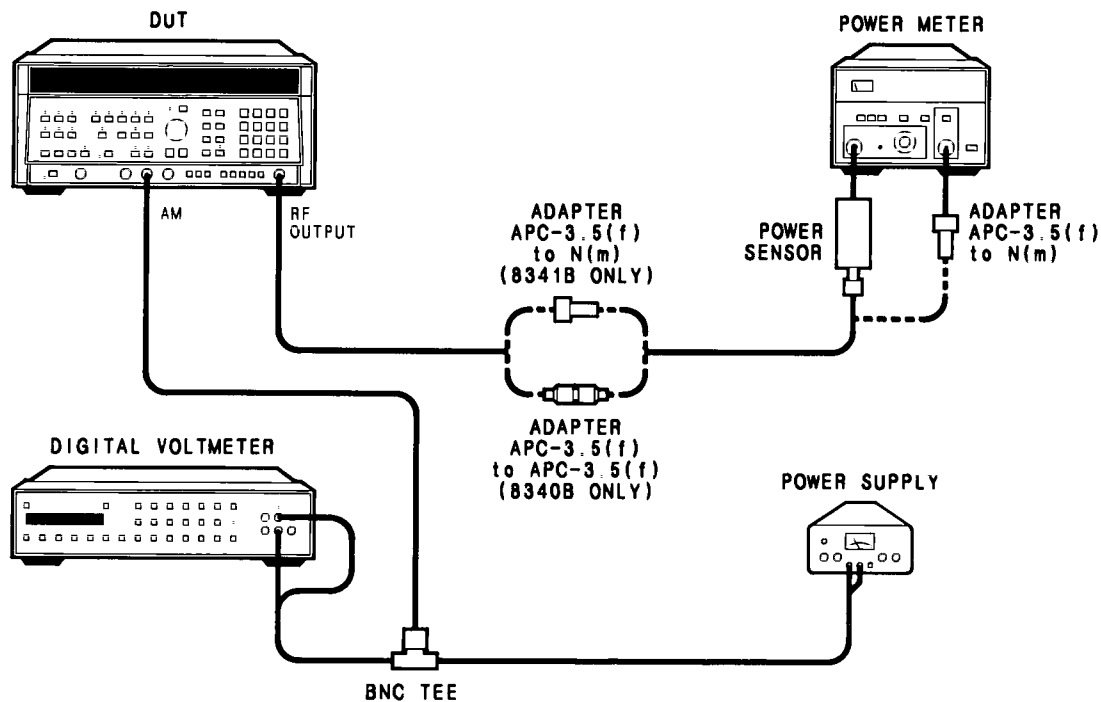 DUT
POWER METER
AM
RF
OUTPUT
ADAPTER
APC-3.5(f)
to N(m)
(8341B ONLY)
POWER
SENSOR
ADAPTER
APC-3.5(f)
to N(m)
ADAPTER
APC-3.5(f)
to APC-3.5(f)
(8340B ONLY)
DIGITAL VOLTMETER
POWER SUPPLY
BNC TEE